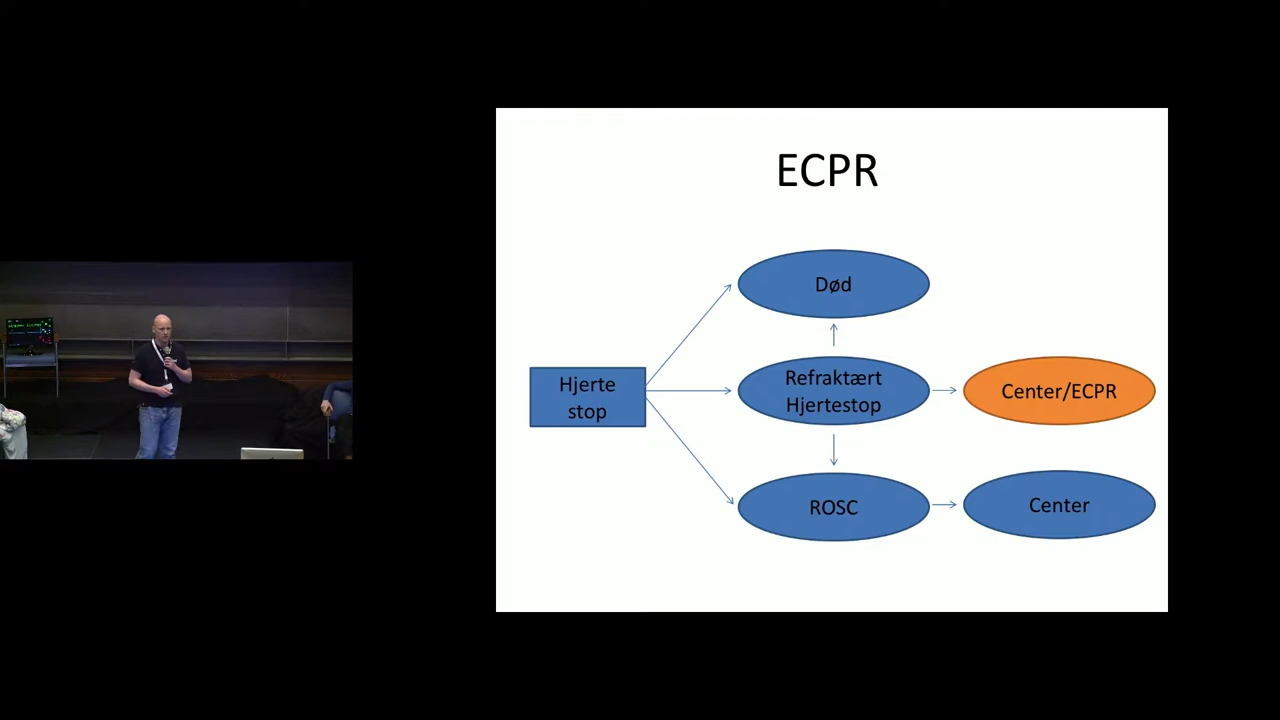 ECPR
Død
Hjerte
stop
Refraktært
Hjertestop
Center/ECPR
ROSC
Center